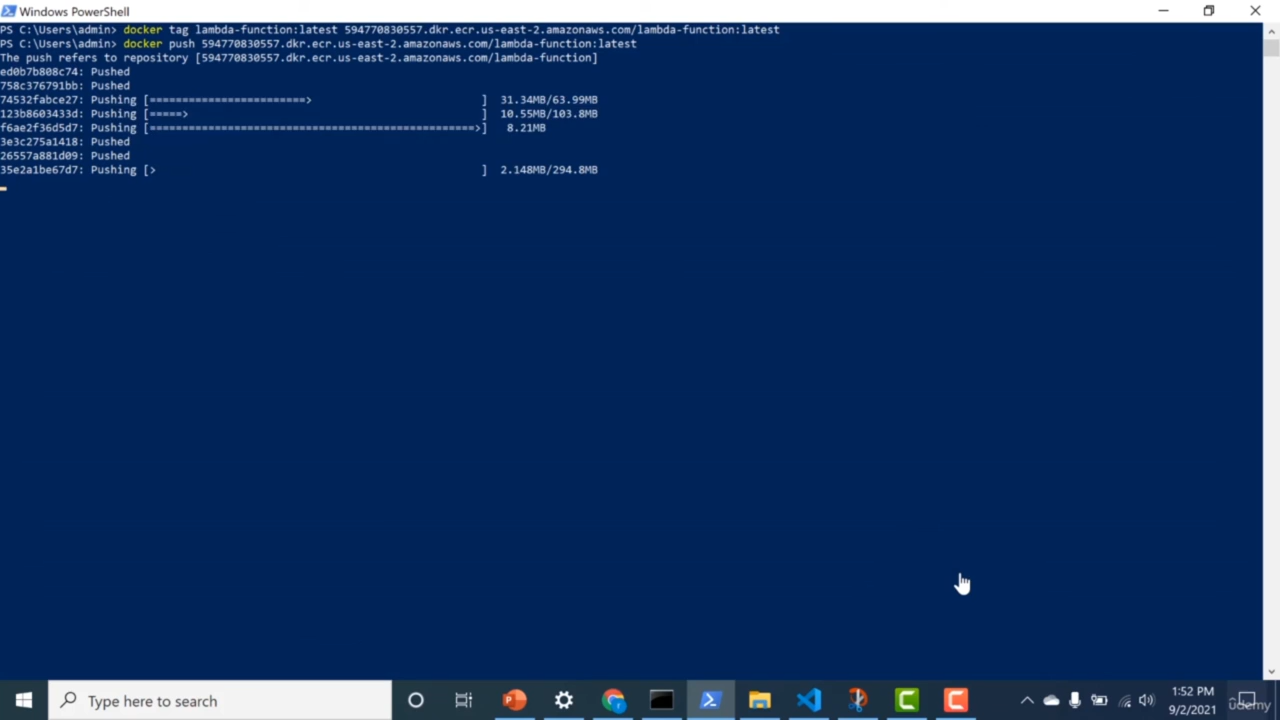 Windows PowerShell
PS C:\Users\admin> docker tag lambda-function:latest 594770830557.dkr.ecr.us-east-2.amazonaws.com/lambda-function:latest
PS C:\Users\admin> docker push 594770830557.dkr.ecr.us-east-2.amazonaws.com/lambda-function:latest
The push refers to repository [594770830557.dkr.ecr.us-east-2.amazonaws.com/lambda-function]
ed0b7b808c74: Pushed
758c376791bb: Pushed
74532fabce27: Pushing [========================>                          ] 31.34MB/63.99MB
123b8603433d: Pushing [=====>                                             ] 10.55MB/103.8MB
f6ae2f36d5d7: Pushing [==================================================>] 8.21MB
3e3c275a1418: Pushed
26557a881d09: Pushed
35e2a1be67d7: Pushing [>                                                  ] 2.148MB/294.8MB
Type here to search
1:52 PM
9/2/2021
ûdemy